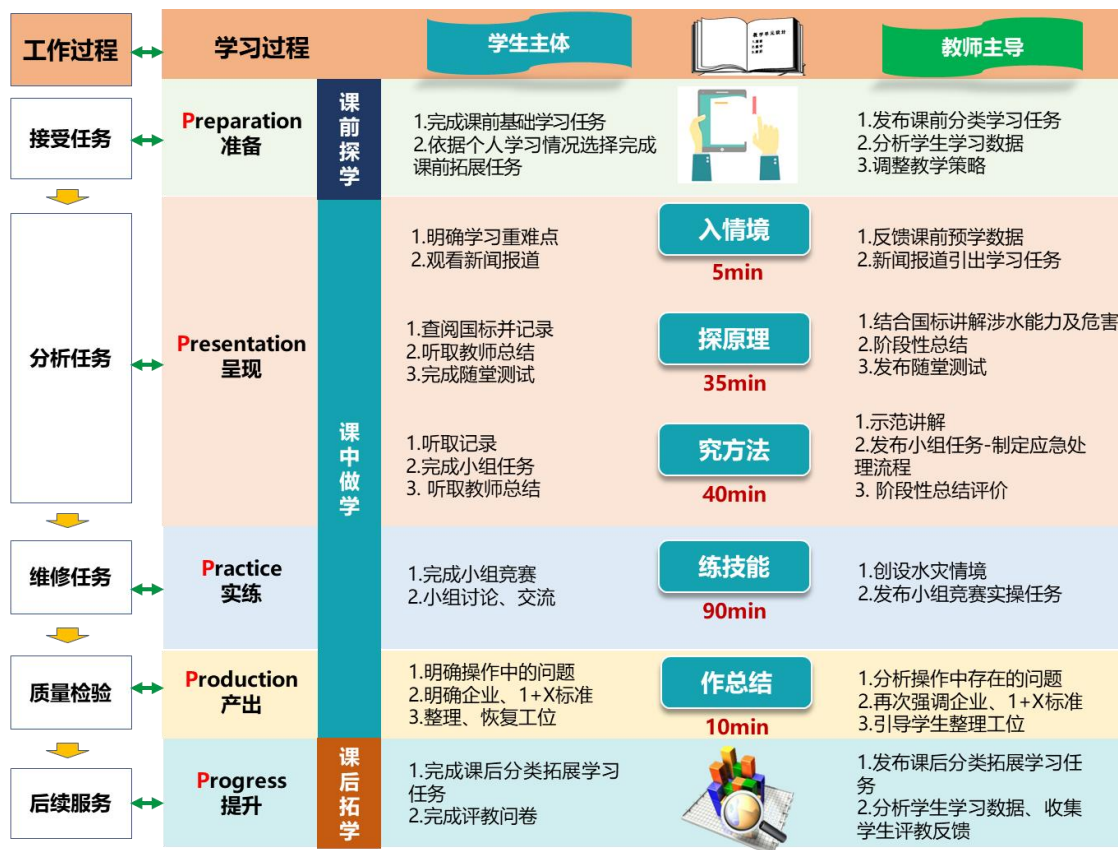 工作过程
学习过程
学生主体
教师主导
接受任务
Preparation
准备
课前探学
1.完成课前基础学习任务
2.依据个人学习情况选择完成
课前拓展任务
1.发布课前分类学习任务
2.分析学生学习数据
3.调整教学策略
分析任务
Presentation
呈现
课中做学
1.明确学习重难点
2.观看新闻报道
入情境
5min
1.反馈课前预学数据
2.新闻报道引出学习任务
1.查阅国标并记录
2.听取教师总结
3.完成随堂测试
探原理
35min
1.结合国标讲解涉水能力及危害
2.阶段性总结
3.发布随堂测试
1.听取记录
2.完成小组任务
3. 听取教师总结
究方法
40min
1.示范讲解
2.发布小组任务-制定应急处
理流程
3. 阶段性总结评价
维修任务
Practice
实练
1.完成小组竞赛
2.小组讨论、交流
练技能
90min
1.创设水灾情境
2.发布小组竞赛实操任务
质量检验
Production
产出
1.明确操作中的问题
2.明确企业、1+X标准
3.整理、恢复工位
作总结
10min
1.分析操作中存在的问题
2.再次强调企业、1+X标准
3.引导学生整理工位
后续服务
Progress
提升
课后拓学
1.完成课后分类拓展学习
任务
2.完成评教问卷
1.发布课后分类拓展学习任
务
2.分析学生学习数据、收集
学生评教反馈